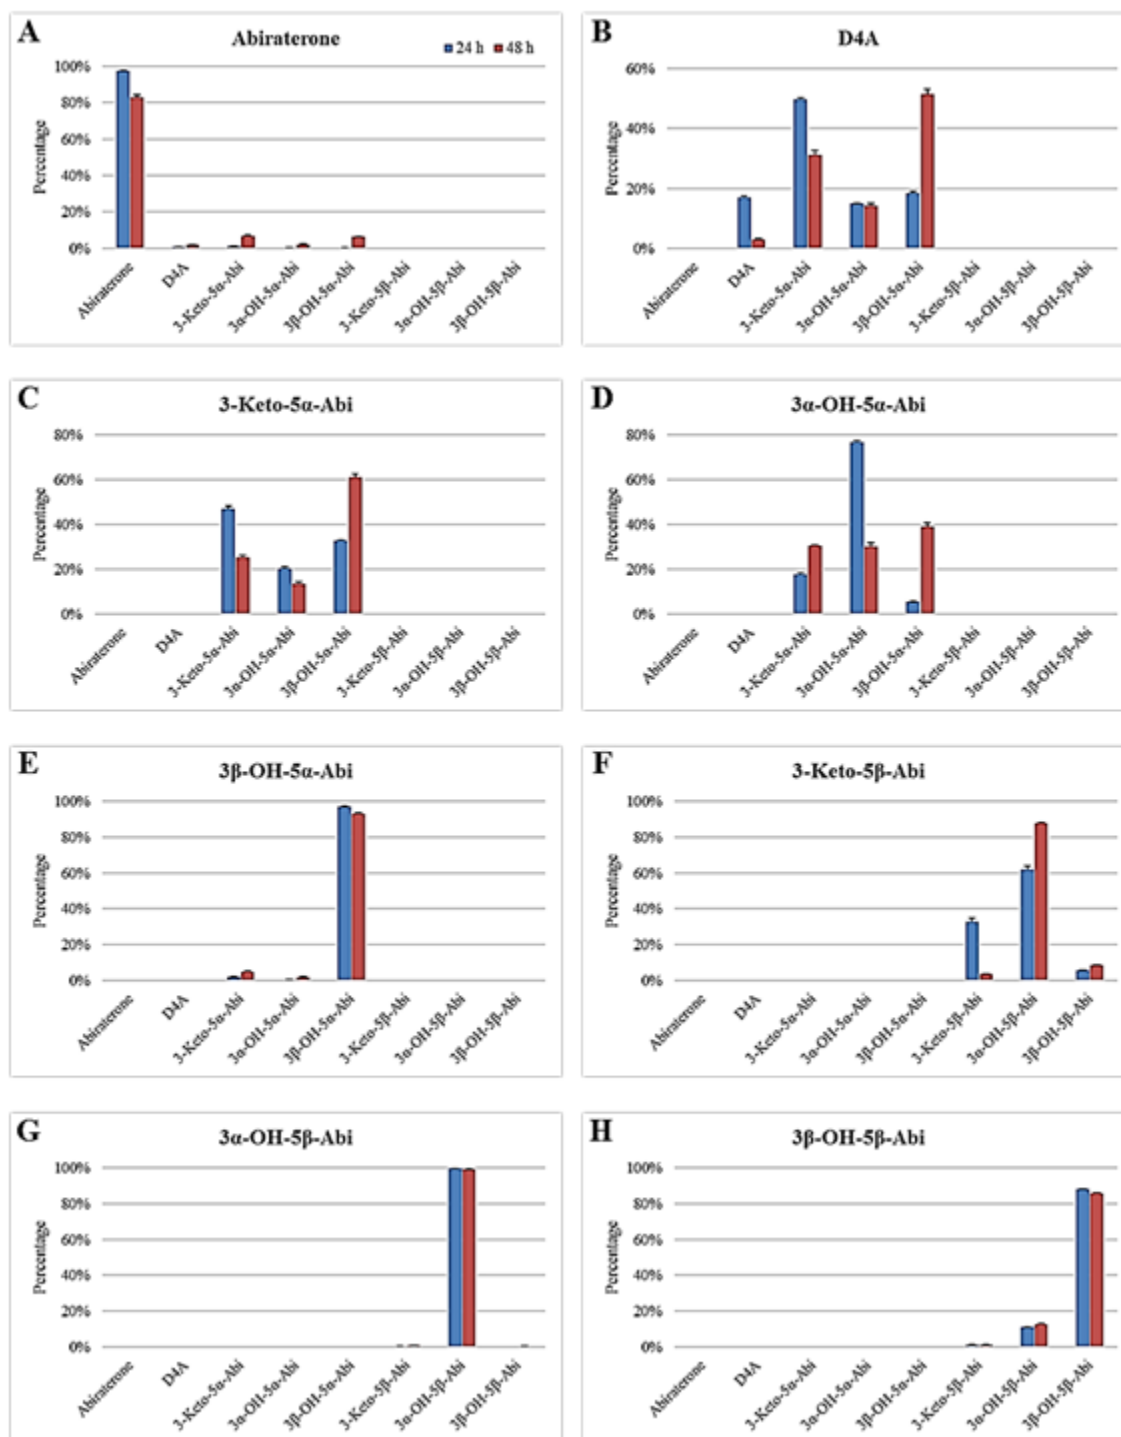 A
Abiraterone
24 h 48 h
100%
80%
60%
40%
20%
0%
Percentage
Abiraterone
D4A
3-Keto-5α-Abi
3α-OH-5α-Abi
3β-OH-5α-Abi
3-Keto-5β-Abi
3α-OH-5β-Abi
3β-OH-5β-Abi
B
D4A
60%
40%
20%
0%
Percentage
Abiraterone
D4A
3-Keto-5α-Abi
3α-OH-5α-Abi
3β-OH-5α-Abi
3-Keto-5β-Abi
3α-OH-5β-Abi
3β-OH-5β-Abi
C
3-Keto-5α-Abi
80%
60%
40%
20%
0%
Percentage
Abiraterone
D4A
3-Keto-5α-Abi
3α-OH-5α-Abi
3β-OH-5α-Abi
3-Keto-5β-Abi
3α-OH-5β-Abi
3β-OH-5β-Abi
D
3α-OH-5α-Abi
80%
60%
40%
20%
0%
Percentage
Abiraterone
D4A
3-Keto-5α-Abi
3α-OH-5α-Abi
3β-OH-5α-Abi
3-Keto-5β-Abi
3α-OH-5β-Abi
3β-OH-5β-Abi
E
3β-OH-5α-Abi
100%
80%
60%
40%
20%
0%
Percentage
Abiraterone
D4A
3-Keto-5α-Abi
3α-OH-5α-Abi
3β-OH-5α-Abi
3-Keto-5β-Abi
3α-OH-5β-Abi
3β-OH-5β-Abi
F
3-Keto-5β-Abi
100%
80%
60%
40%
20%
0%
Percentage
Abiraterone
D4A
3-Keto-5α-Abi
3α-OH-5α-Abi
3β-OH-5α-Abi
3-Keto-5β-Abi
3α-OH-5β-Abi
3β-OH-5β-Abi
G
3α-OH-5β-Abi
100%
80%
60%
40%
20%
0%
Percentage
Abiraterone
D4A
3-Keto-5α-Abi
3α-OH-5α-Abi
3β-OH-5α-Abi
3-Keto-5β-Abi
3α-OH-5β-Abi
3β-OH-5β-Abi
H
3β-OH-5β-Abi
100%
80%
60%
40%
20%
0%
Percentage
Abiraterone
D4A
3-Keto-5α-Abi
3α-OH-5α-Abi
3β-OH-5α-Abi
3-Keto-5β-Abi
3α-OH-5β-Abi
3β-OH-5β-Abi